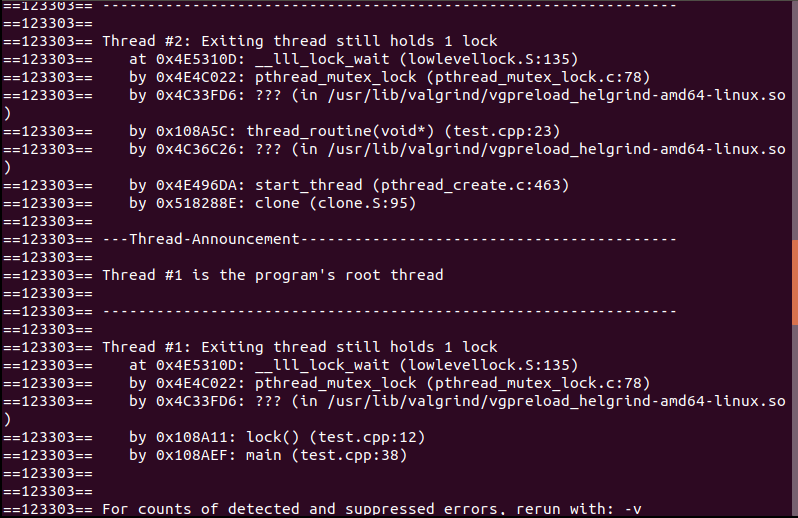 ==123303== ----------------------------------------------------------------
==123303==
==123303== Thread #2: Exiting thread still holds 1 lock
==123303==    at 0x4E5310D: __lll_lock_wait (lowlevellock.S:135)
==123303==    by 0x4E4C022: pthread_mutex_lock (pthread_mutex_lock.c:78)
==123303==    by 0x4C33FD6: ??? (in /usr/lib/valgrind/vgpreload_helgrind-amd64-linux.so
)
==123303==    by 0x108A5C: thread_routine(void*) (test.cpp:23)
==123303==    by 0x4C36C26: ??? (in /usr/lib/valgrind/vgpreload_helgrind-amd64-linux.so
)
==123303==    by 0x4E496DA: start_thread (pthread_create.c:463)
==123303==    by 0x518288E: clone (clone.S:95)
==123303==
==123303== ---Thread-Announcement------------------------------------------
==123303==
==123303== Thread #1 is the program's root thread
==123303==
==123303== ----------------------------------------------------------------
==123303==
==123303== Thread #1: Exiting thread still holds 1 lock
==123303==    at 0x4E5310D: __lll_lock_wait (lowlevellock.S:135)
==123303==    by 0x4E4C022: pthread_mutex_lock (pthread_mutex_lock.c:78)
==123303==    by 0x4C33FD6: ??? (in /usr/lib/valgrind/vgpreload_helgrind-amd64-linux.so
)
==123303==    by 0x108A11: lock() (test.cpp:12)
==123303==    by 0x108AEF: main (test.cpp:38)
==123303==
==123303==
==123303== For counts of detected and suppressed errors, rerun with: -v